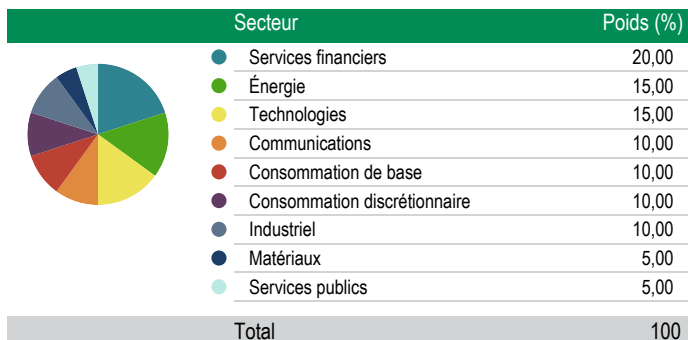 Secteur Poids (%)
Services financiers 20,00
Énergie 15,00
Technologies 15,00
Communications 10,00
Consommation de base 10,00
Consommation discrétionnaire 10,00
Industriel 10,00
Matériaux 5,00
Services publics 5,00
Total 100